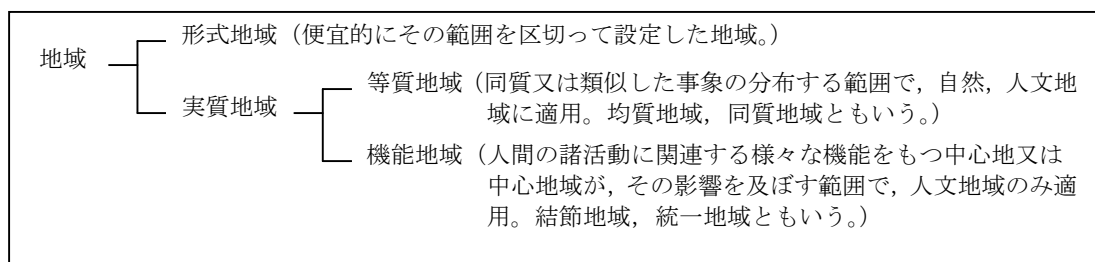 形式地域（便宜的にその範囲を区切って設定した地域。）
地域
実質地域
等質地域（同質又は類似した事象の分布する範囲で，自然，人文地
域に適用。均質地域，同質地域ともいう。）
機能地域（人間の諸活動に関連する様々な機能をもつ中心地又は
中心地域が，その影響を及ぼす範囲で，人文地域のみ適
用。結節地域，統一地域ともいう。）